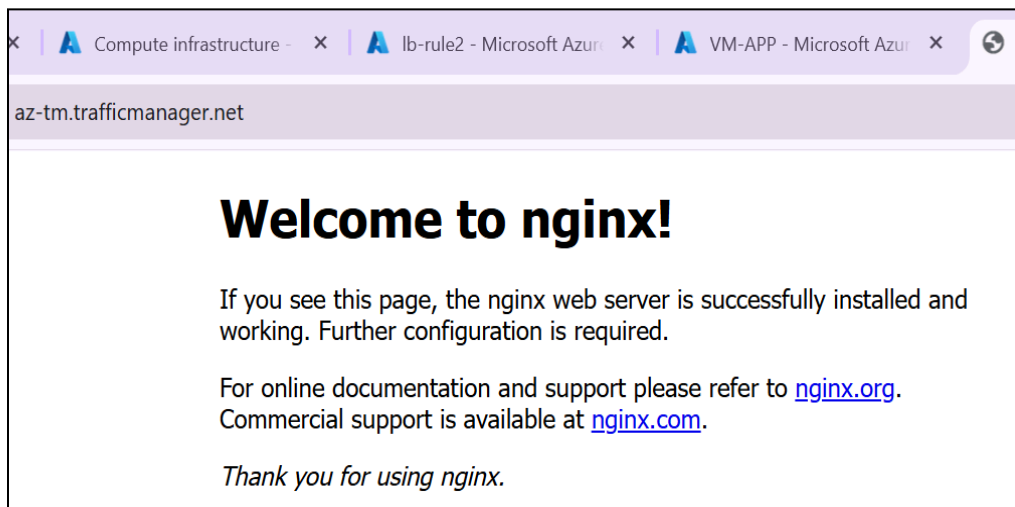 Compute infrastructure - lb-rule2 - Microsoft Azure VM-APP - Microsoft Azur
az-tm.trafficmanager.net
Welcome to nginx!
If you see this page, the nginx web server is successfully installed and
working. Further configuration is required.
For online documentation and support please refer to nginx.org.
Commercial support is available at nginx.com.
Thank you for using nginx.